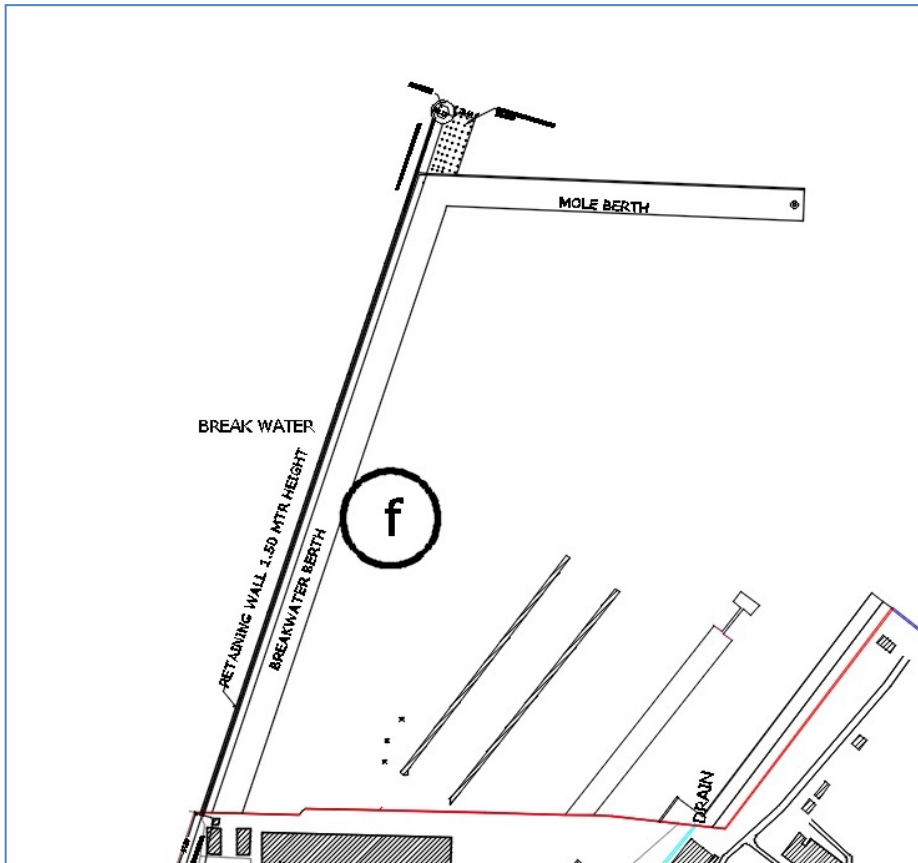 MOLE BERTH
BREAK WATER
RETAINING WALL 1.50 MTR HEIGHT
BREAKWATER BERTH
f
DRAIN